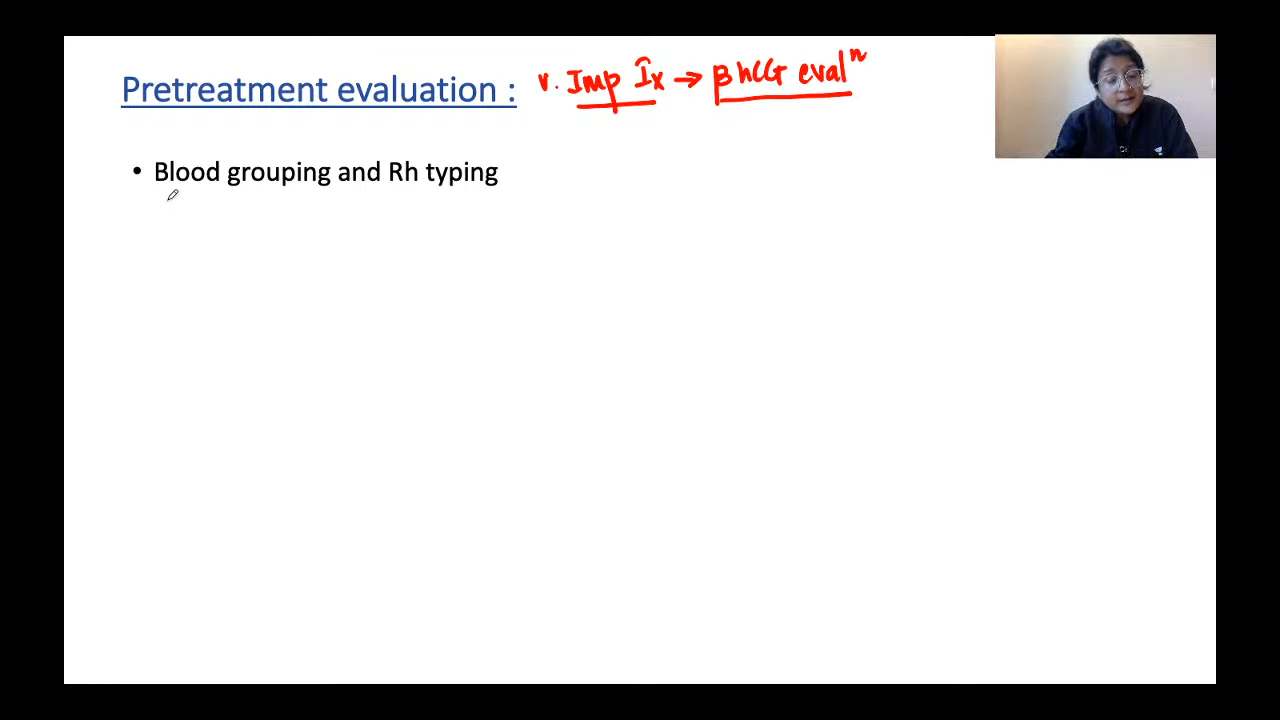 Pretreatment evaluation : v. Imp Ix → βhCG evalⁿ
• Blood grouping and Rh typing